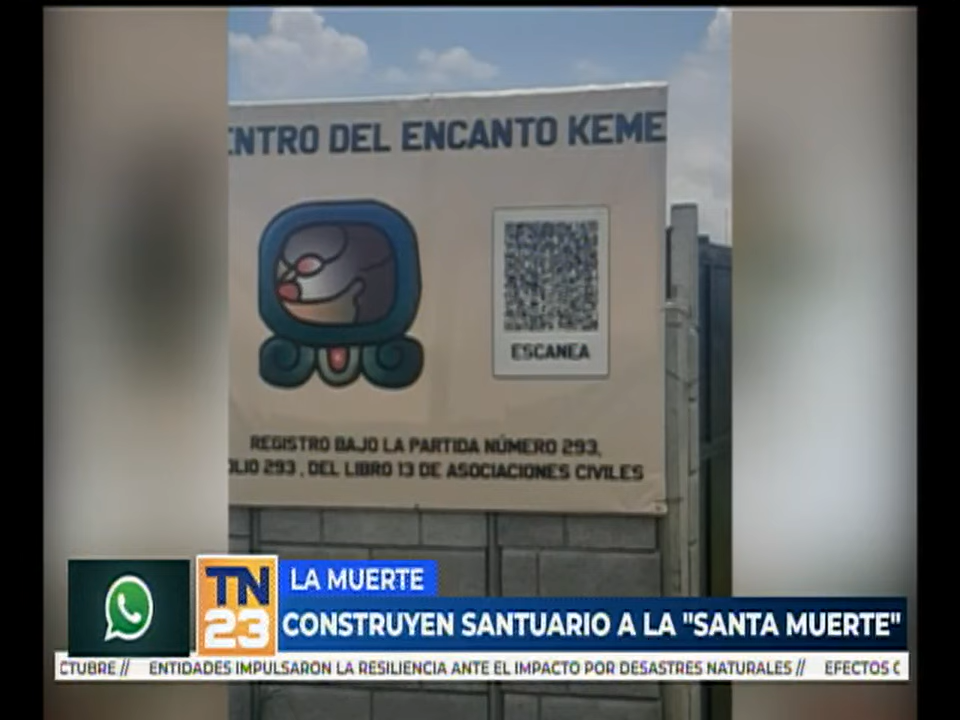 ENTRO DEL ENCANTO KEME
ESCANEA
REGISTRO BAJO LA PARTIDA NÚMERO 293,
OLIO 293, DEL LIBRO 13 DE ASOCIACIONES CIVILES
TN
23
LA MUERTE
CONSTRUYEN SANTUARIO A LA "SANTA MUERTE"
CTUBRE // ENTIDADES IMPULSARON LA RESILIENCIA ANTE EL IMPACTO POR DESASTRES NATURALES // EFECTOS